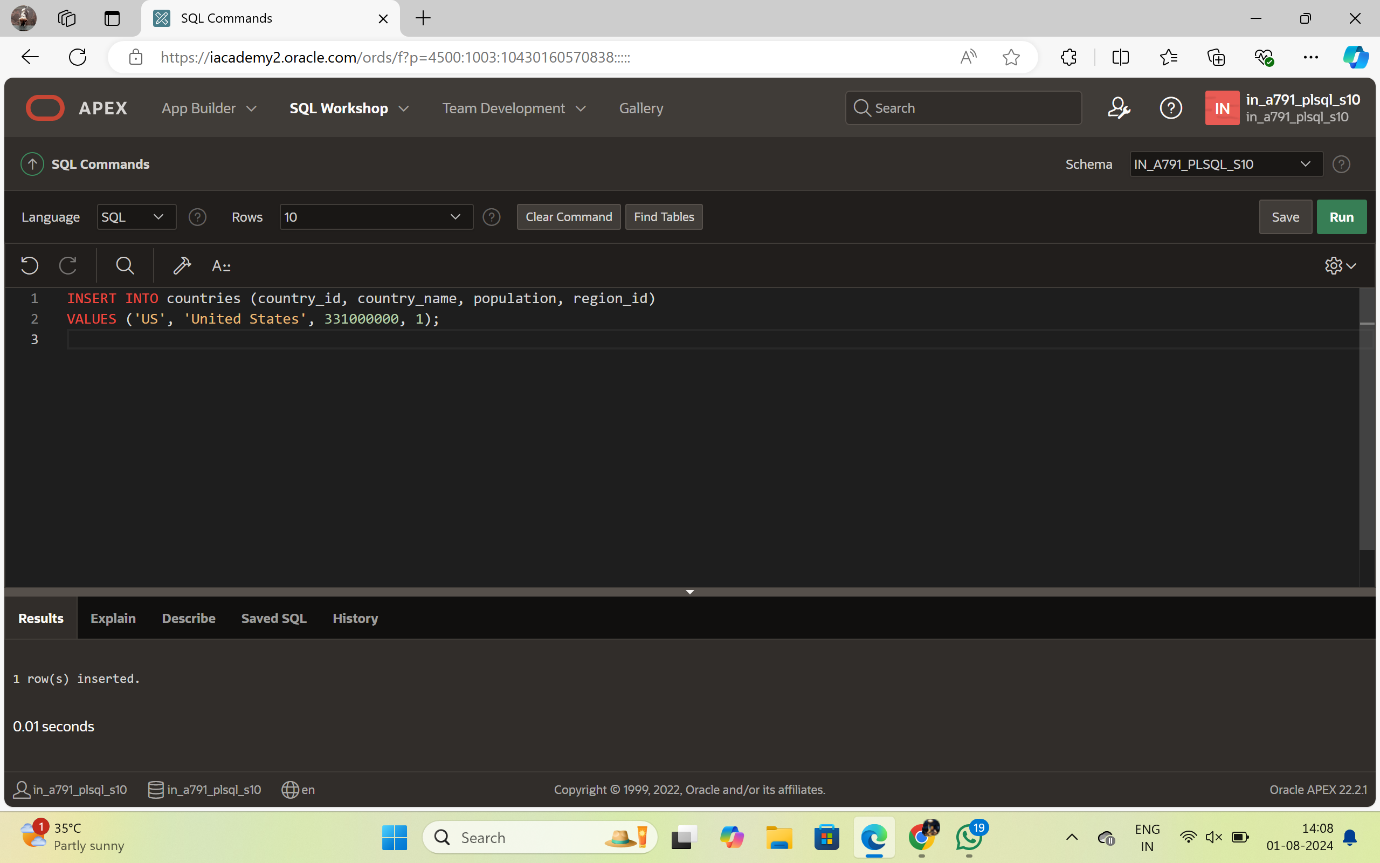 SQL Commands
https://iacademy2.oracle.com/ords/f?p=4500:1003:10430160570838:::::
APEX App Builder SQL Workshop Team Development Gallery Search IN in_a791_plsql_s10
in_a791_plsql_s10
SQL Commands Schema IN_A791_PLSQL_S10
Language SQL Rows 10 Clear Command Find Tables Save Run
1 INSERT INTO countries (country_id, country_name, population, region_id)
2 VALUES ('US', 'United States', 331000000, 1);
3
Results Explain Describe Saved SQL History
1 row(s) inserted.
0.01 seconds
in_a791_plsql_s10 in_a791_plsql_s10 en Copyright © 1999, 2022, Oracle and/or its affiliates. Oracle APEX 22.2.1
1 35°C
Partly sunny
Search
19
ENG
IN
14:08
01-08-2024